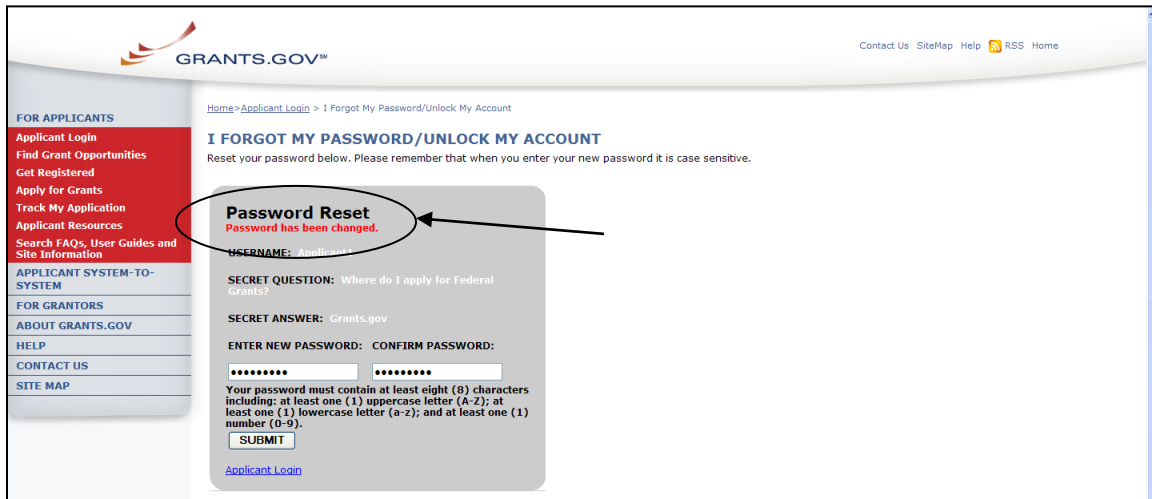 GRANTS.GOV℠
Contact Us SiteMap Help RSS Home
Home>Applicant Login > I Forgot My Password/Unlock My Account
FOR APPLICANTS
Applicant Login
Find Grant Opportunities
Get Registered
Apply for Grants
Track My Application
Applicant Resources
Search FAQs, User Guides and
Site Information
APPLICANT SYSTEM-TO-
SYSTEM
FOR GRANTORS
ABOUT GRANTS.GOV
HELP
CONTACT US
SITE MAP
I FORGOT MY PASSWORD/UNLOCK MY ACCOUNT
Reset your password below. Please remember that when you enter your new password it is case sensitive.
Password Reset
Password has been changed.
USERNAME: Applicant1
SECRET QUESTION: Where do I apply for Federal
Grants?
SECRET ANSWER: Grants.gov
ENTER NEW PASSWORD: CONFIRM PASSWORD:
••••••••• •••••••••
Your password must contain at least eight (8) characters
including: at least one (1) uppercase letter (A-Z); at
least one (1) lowercase letter (a-z); and at least one (1)
number (0-9).
SUBMIT
Applicant Login